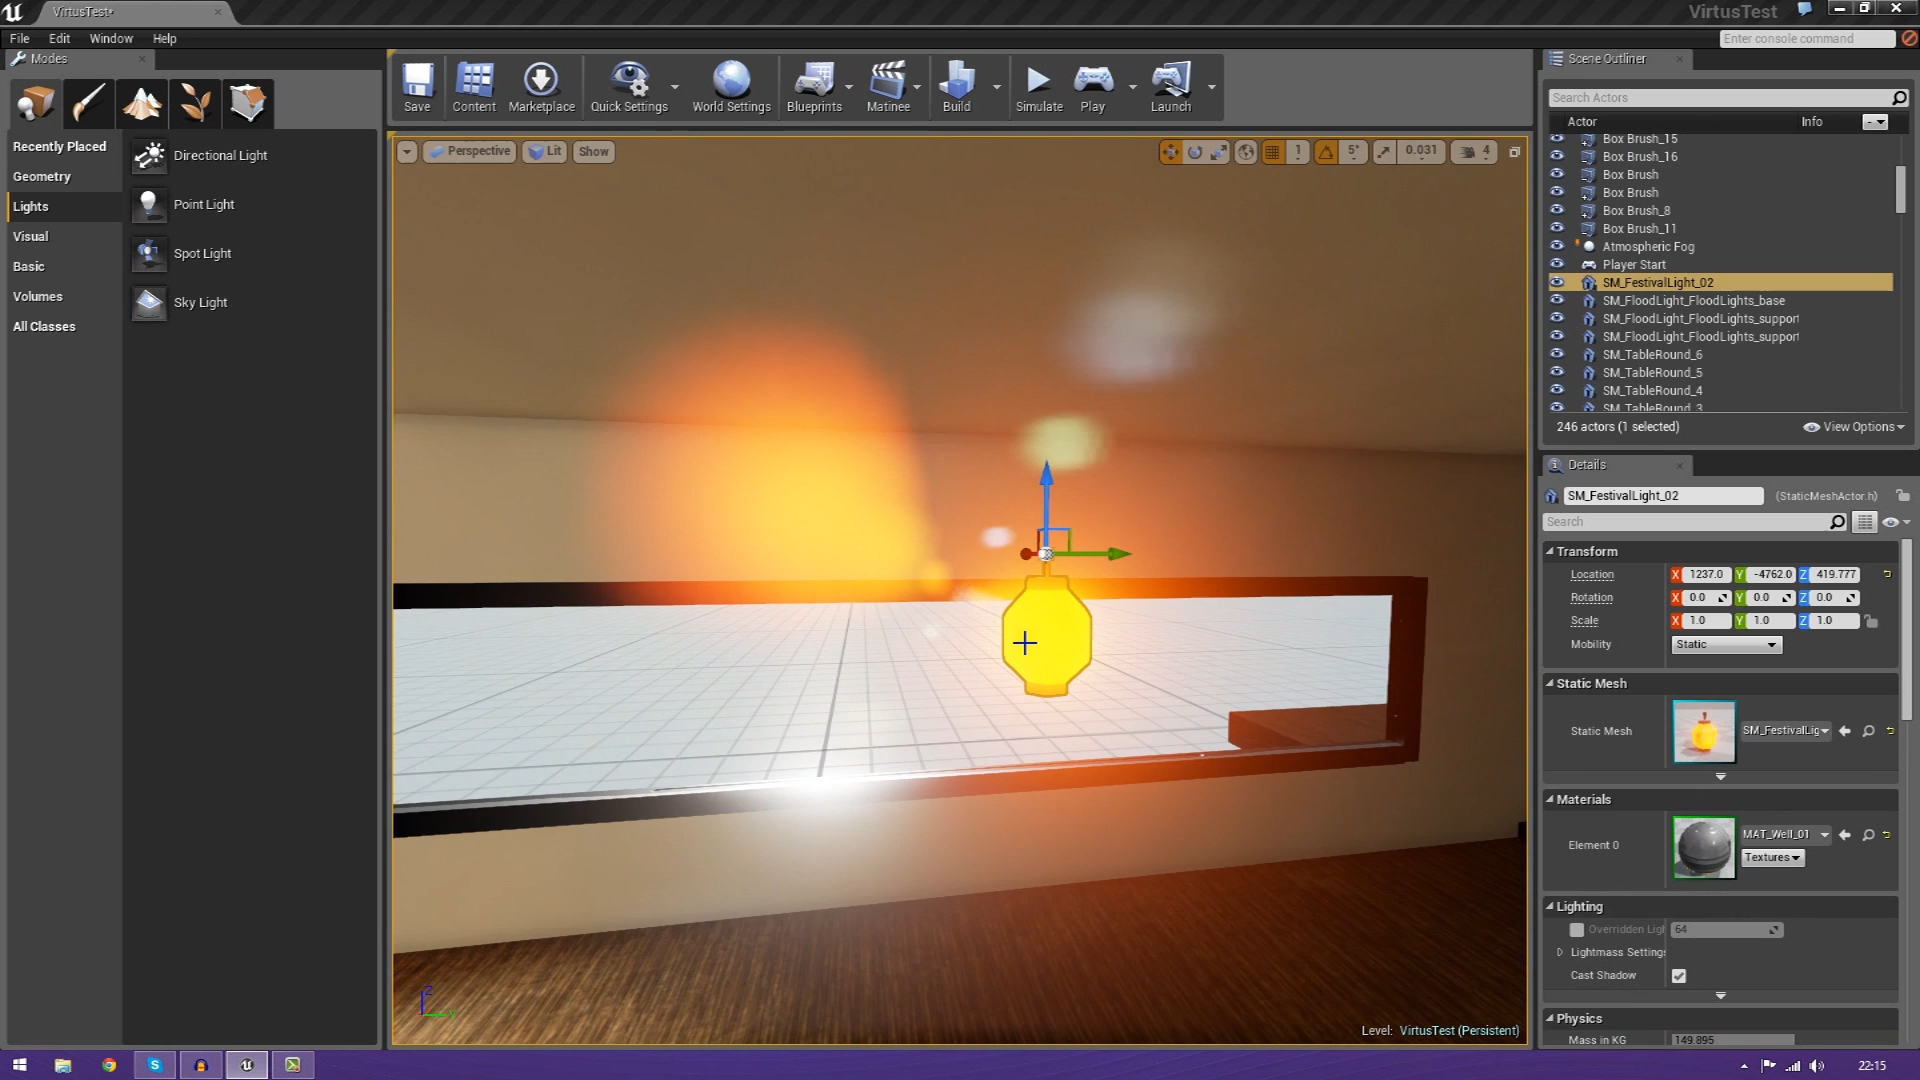 VirtusTest*
VirtusTest
File Edit Window Help
Enter console command
Modes
Recently Placed
Geometry
Lights
Visual
Basic
Volumes
All Classes
Directional Light
Point Light
Spot Light
Sky Light
Save
Content
Marketplace
Quick Settings
World Settings
Blueprints
Matinee
Build
Simulate
Play
Launch
Perspective
Lit
Show
1
5°
0.031
4
Z
Y
Level: VirtusTest (Persistent)
Scene Outliner
Search Actors
Actor Info
Box Brush_15
Box Brush_16
Box Brush
Box Brush
Box Brush_8
Box Brush_11
Atmospheric Fog
Player Start
SM_FestivalLight_02
SM_FloodLight_FloodLights_base
SM_FloodLight_FloodLights_support
SM_FloodLight_FloodLights_support
SM_TableRound_6
SM_TableRound_5
SM_TableRound_4
SM_TableRound_3
246 actors (1 selected)
View Options
Details
SM_FestivalLight_02
(StaticMeshActor.h)
Search
Transform
Location X 1237.0 Y -4762.0 Z 419.777
Rotation X 0.0 Y 0.0 Z 0.0
Scale X 1.0 Y 1.0 Z 1.0
Mobility Static
Static Mesh
Static Mesh SM_FestivalLig
Materials
Element 0 MAT_Well_01
Textures
Lighting
Overridden Ligh 64
Lightmass Settings
Cast Shadow
Physics
Mass in KG 149.895
22:15